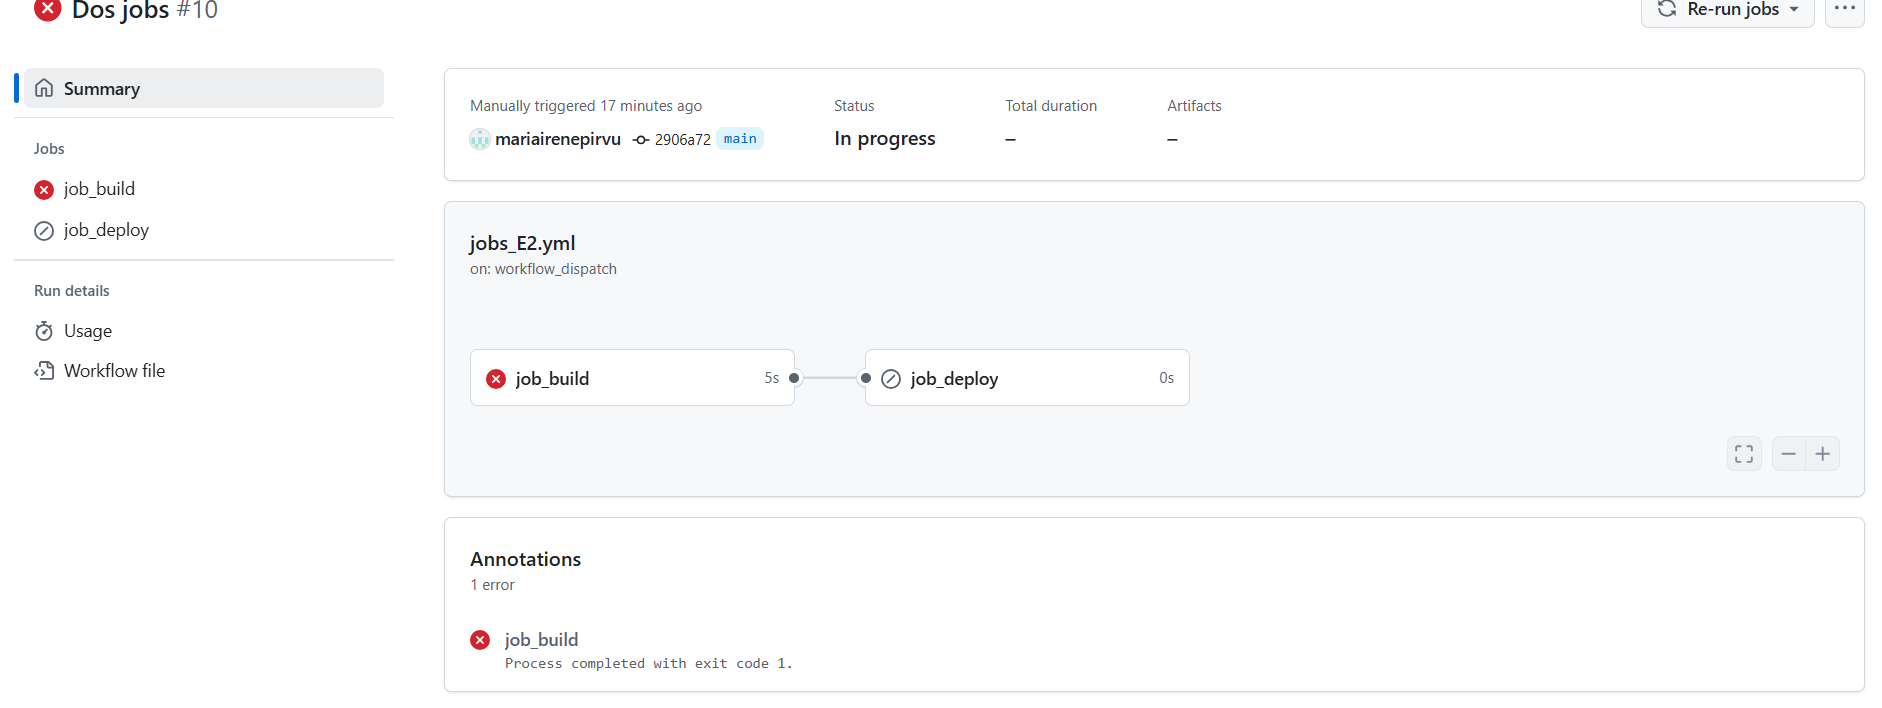 Dos jobs #10
Re-run jobs
Summary
Jobs
job_build
job_deploy
Run details
Usage
Workflow file
Manually triggered 17 minutes ago
mariairenepirvu 2906a72 main
Status
In progress
Total duration
–
Artifacts
–
jobs_E2.yml
on: workflow_dispatch
job_build 5s
job_deploy 0s
Annotations
1 error
job_build
Process completed with exit code 1.